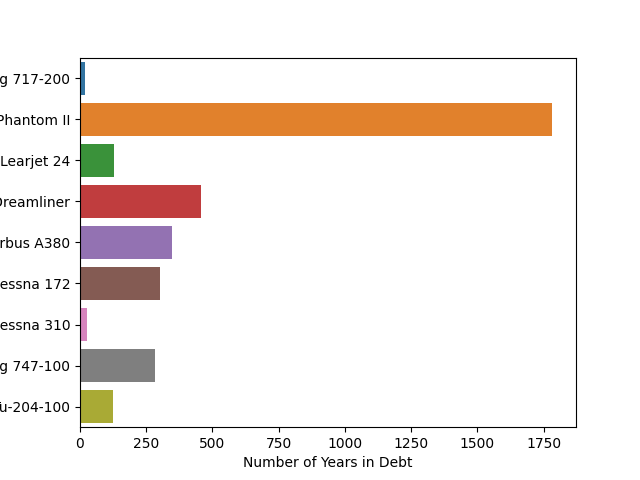 g 717-200
Phantom II
Learjet 24
Dreamliner
rbus A380
essna 172
essna 310
g 747-100
Tu-204-100
0 250 500 750 1000 1250 1500 1750
Number of Years in Debt